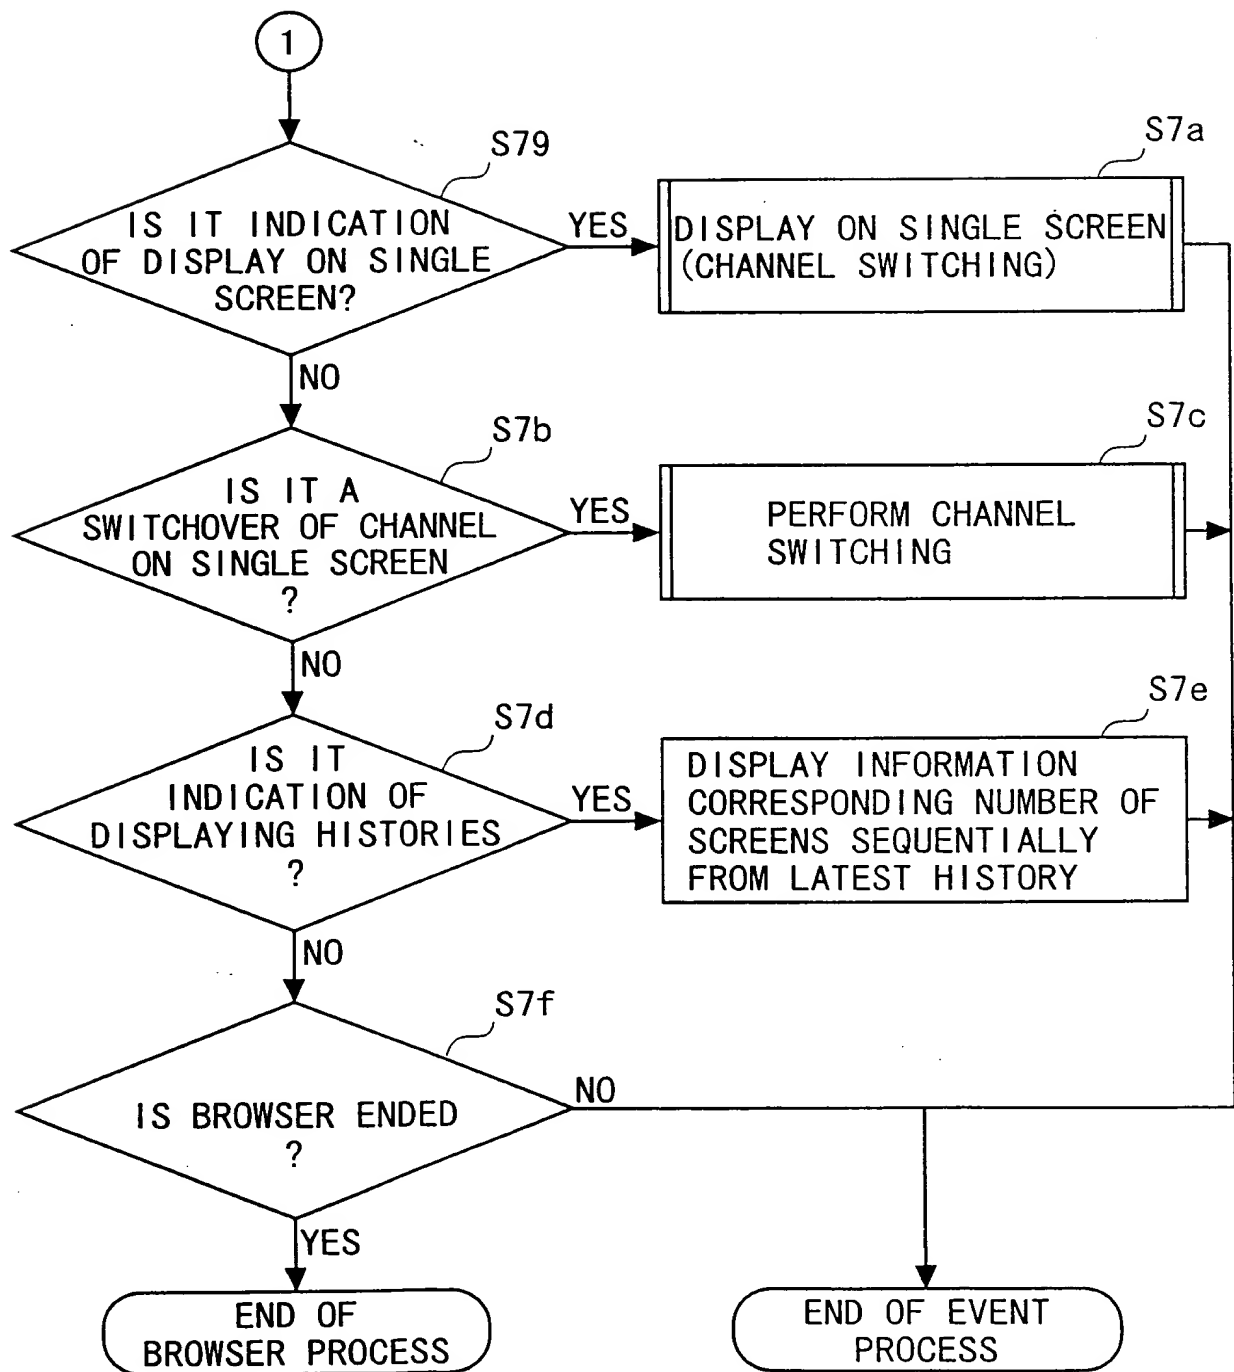 1
S79
IS IT INDICATION
OF DISPLAY ON SINGLE
SCREEN?
YES
S7a
DISPLAY ON SINGLE SCREEN
(CHANNEL SWITCHING)
NO
S7b
IS IT A
SWITCHOVER OF CHANNEL
ON SINGLE SCREEN
?
YES
S7c
PERFORM CHANNEL
SWITCHING
NO
S7d
IS IT
INDICATION OF
DISPLAYING HISTORIES
?
YES
S7e
DISPLAY INFORMATION
CORRESPONDING NUMBER OF
SCREENS SEQUENTIALLY
FROM LATEST HISTORY
NO
S7f
IS BROWSER ENDED
?
NO
YES
END OF
BROWSER PROCESS
END OF EVENT
PROCESS